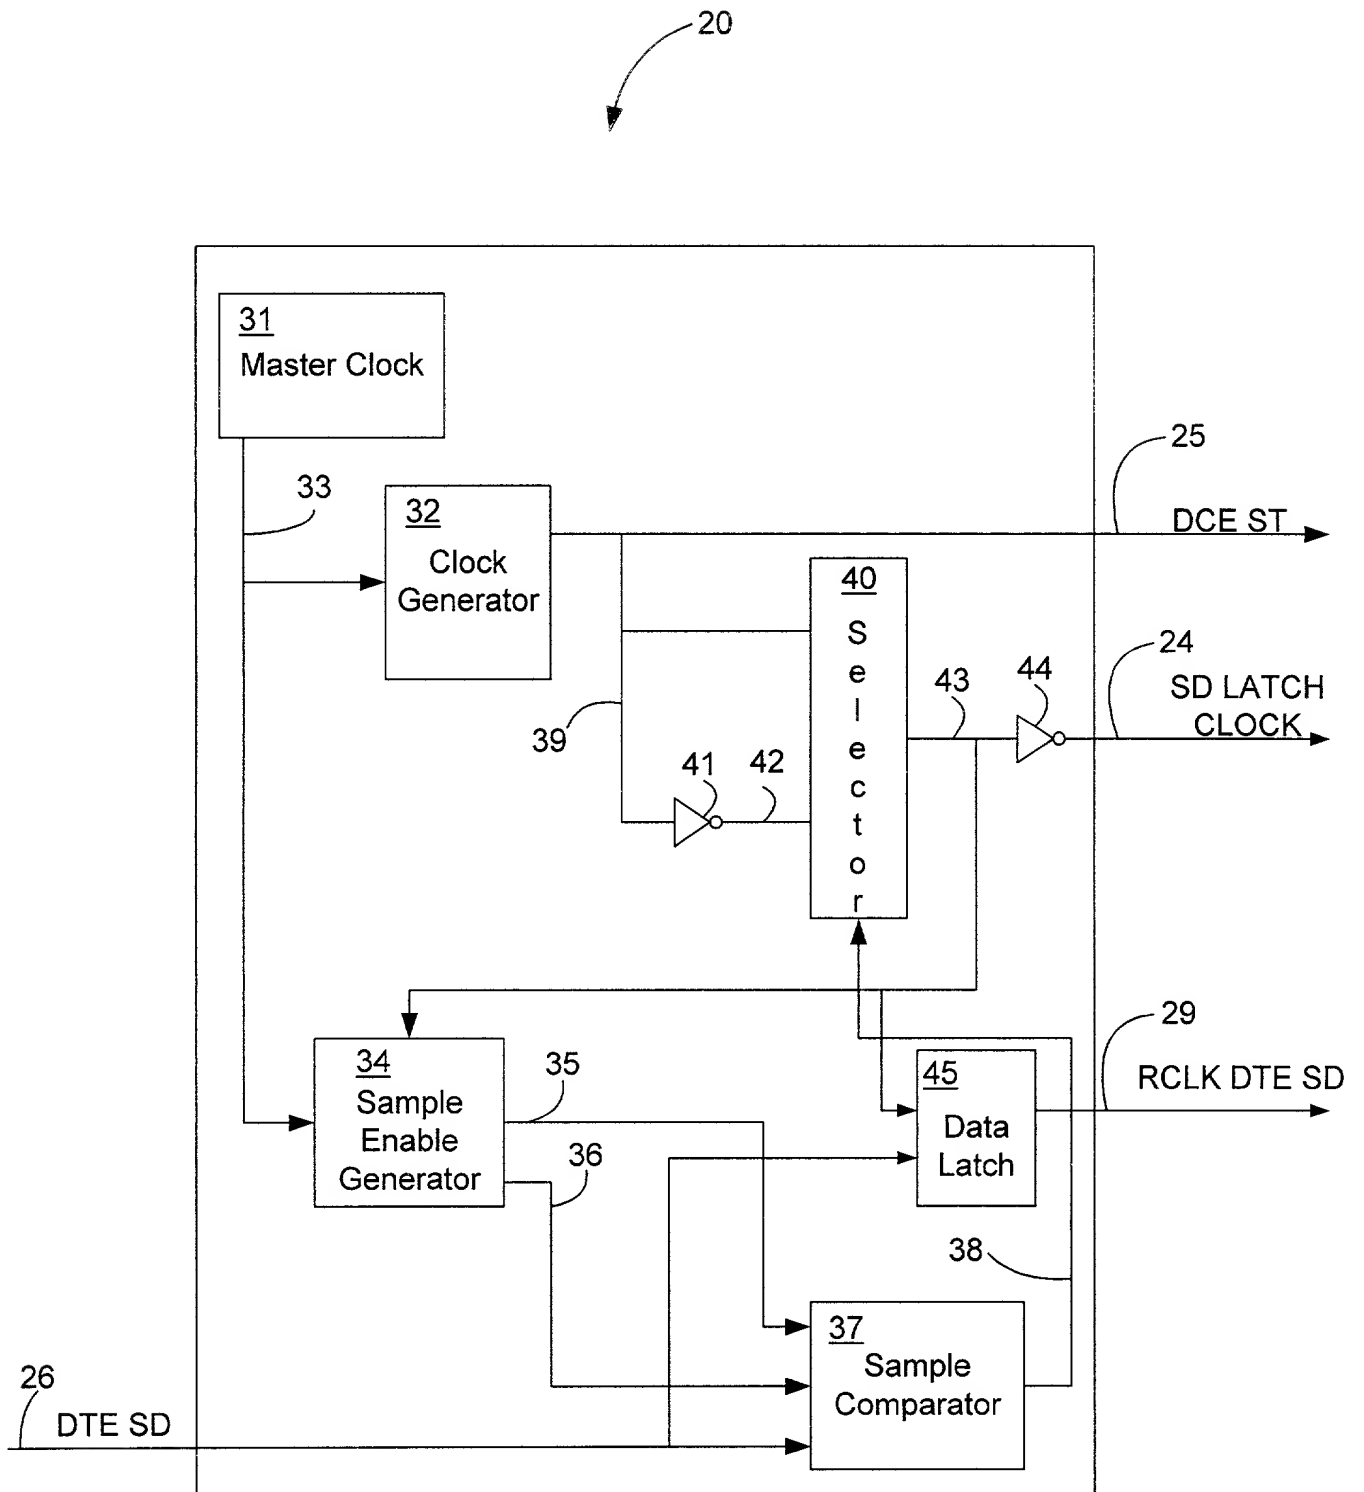 20
31
Master Clock
33
32
Clock
Generator
25
DCE ST
40
S
e
l
e
c
t
o
r
39
41
42
43
44
24
SD LATCH
CLOCK
34
Sample
Enable
Generator
35
36
45
Data
Latch
29
RCLK DTE SD
38
37
Sample
Comparator
26
DTE SD